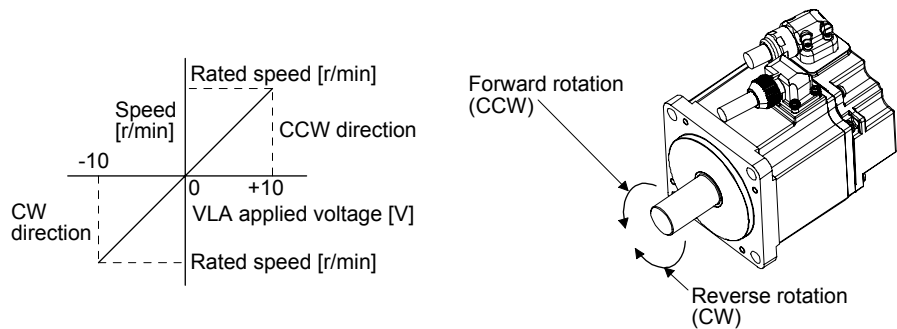 Rated speed [r/min]
Speed
[r/min]
CCW direction
-10
0
+10
CW
direction
VLA applied voltage [V]
Rated speed [r/min]
Forward rotation
(CCW)
Reverse rotation
(CW)